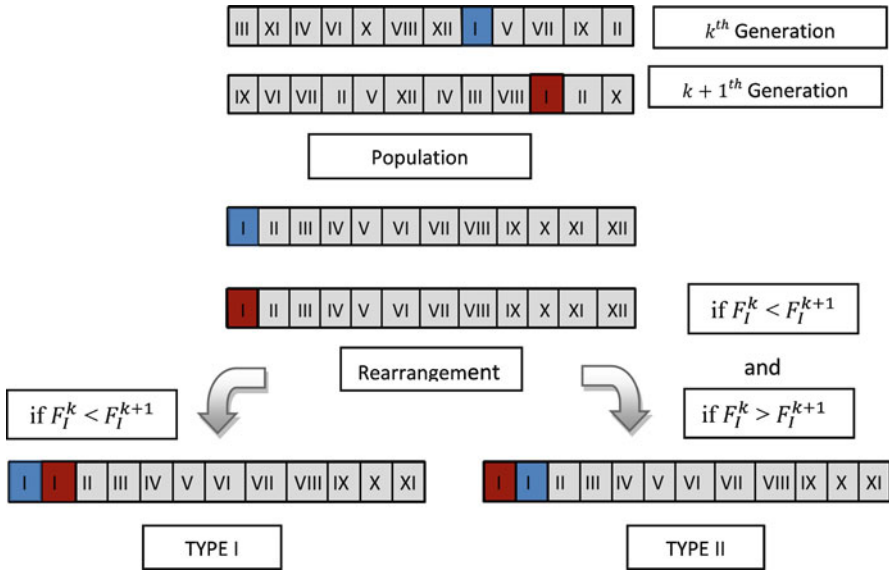 III XI IV VI X VIII XII I V VII IX II
k^th Generation
IX VI VII II V XII IV III VIII I II X
k + 1^th Generation
Population
I II III IV V VI VII VIII IX X XI XII
I II III IV V VI VII VIII IX X XI XII
if F_I^k < F_I^{k+1}
Rearrangement
and
if F_I^k < F_I^{k+1}
if F_I^k > F_I^{k+1}
I I II III IV V VI VII VIII IX X XI
I I II III IV V VI VII VIII IX X XI
TYPE I
TYPE II